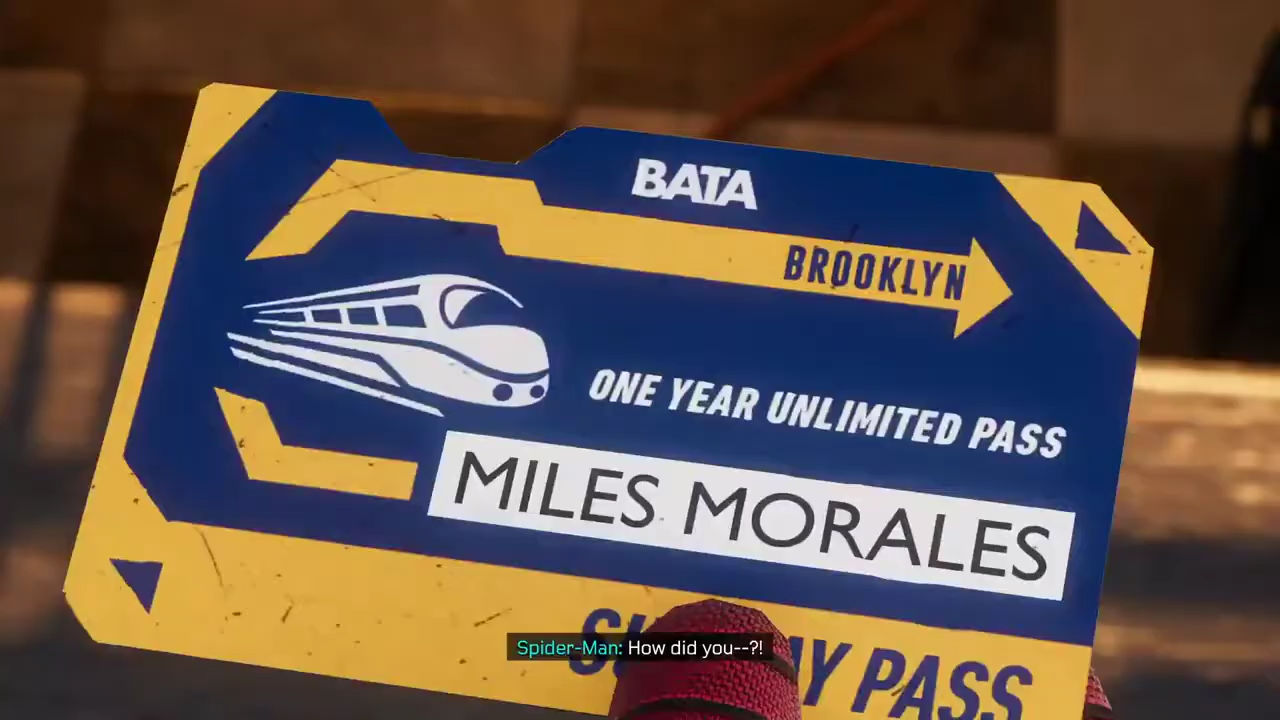 BATA
BROOKLYN
ONE YEAR UNLIMITED PASS
MILES MORALES
PASS
Spider-Man: How did you--?!